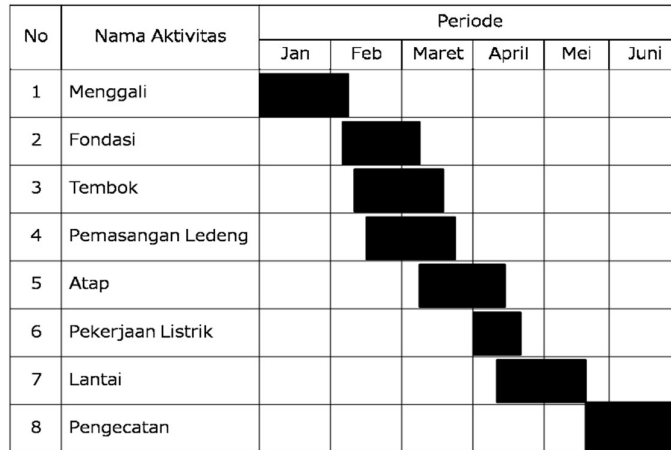 No Nama Aktivitas Periode
Jan Feb Maret April Mei Juni
1 Menggali
2 Fondasi
3 Tembok
4 Pemasangan Ledeng
5 Atap
6 Pekerjaan Listrik
7 Lantai
8 Pengecatan